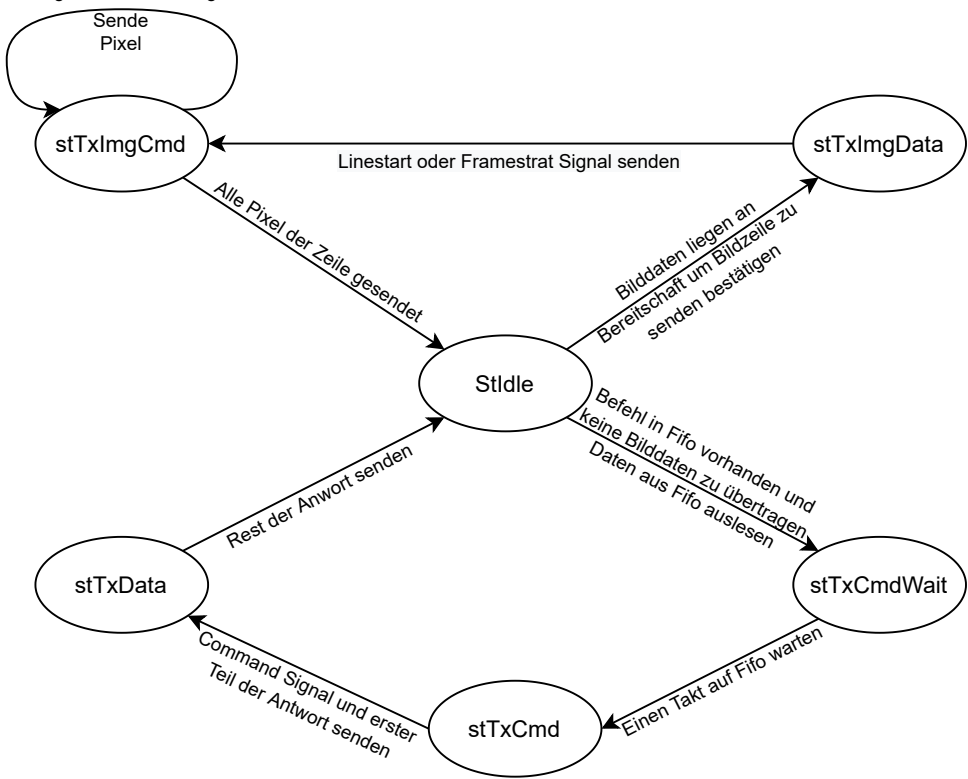 Sende
Pixel
stTxImgCmd
stTxImgData
Linestart oder Framestrat Signal senden
Alle Pixel der Zeile gesendet
Bilddaten liegen an
Bereitschaft um Bildzeile zu
senden bestätigen
StIdle
Befehl in Fifo vorhanden und
keine Bilddaten zu übertragen
Daten aus Fifo auslesen
Rest der Anwort senden
stTxData
stTxCmdWait
Command Signal und erster
Teil der Antwort senden
Einen Takt auf Fifo warten
stTxCmd